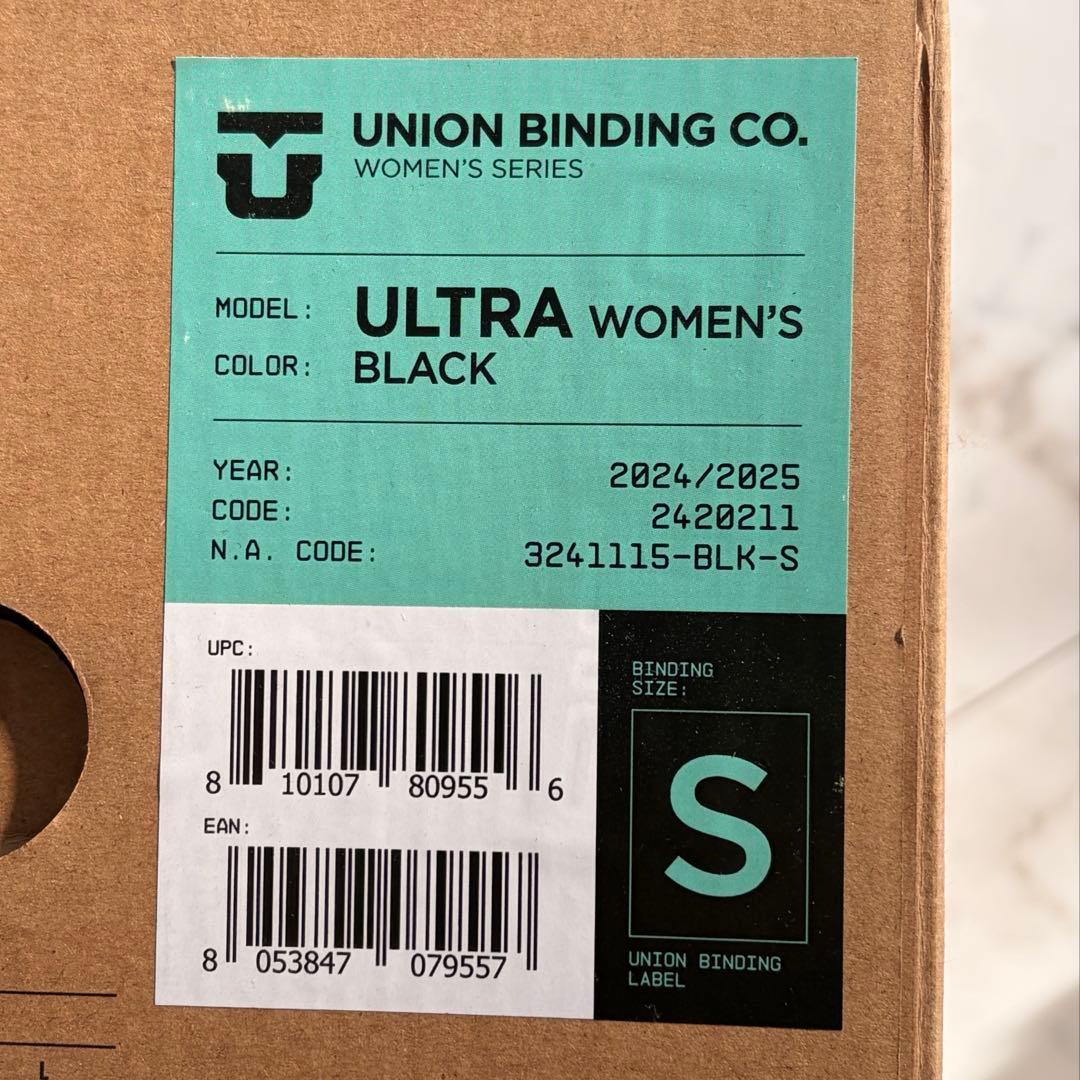 UNION BINDING CO.
WOMEN'S SERIES
MODEL: ULTRA WOMEN'S
COLOR: BLACK
YEAR: 2024/2025
CODE: 2420211
N.A. CODE: 3241115-BLK-S
UPC:
8 10107 80955 6
EAN:
8 053847 079557
BINDING
SIZE:
S
UNION BINDING
LABEL
L